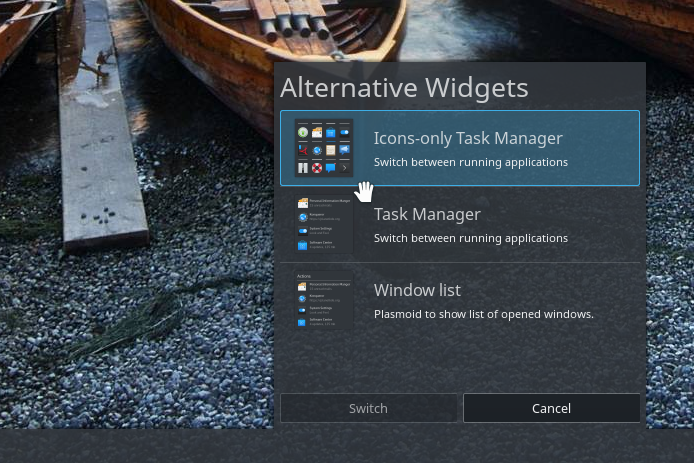 Alternative Widgets
Icons-only Task Manager
Switch between running applications
Task Manager
Switch between running applications
Actions
Window list
Plasmoid to show list of opened windows.
Switch
Cancel